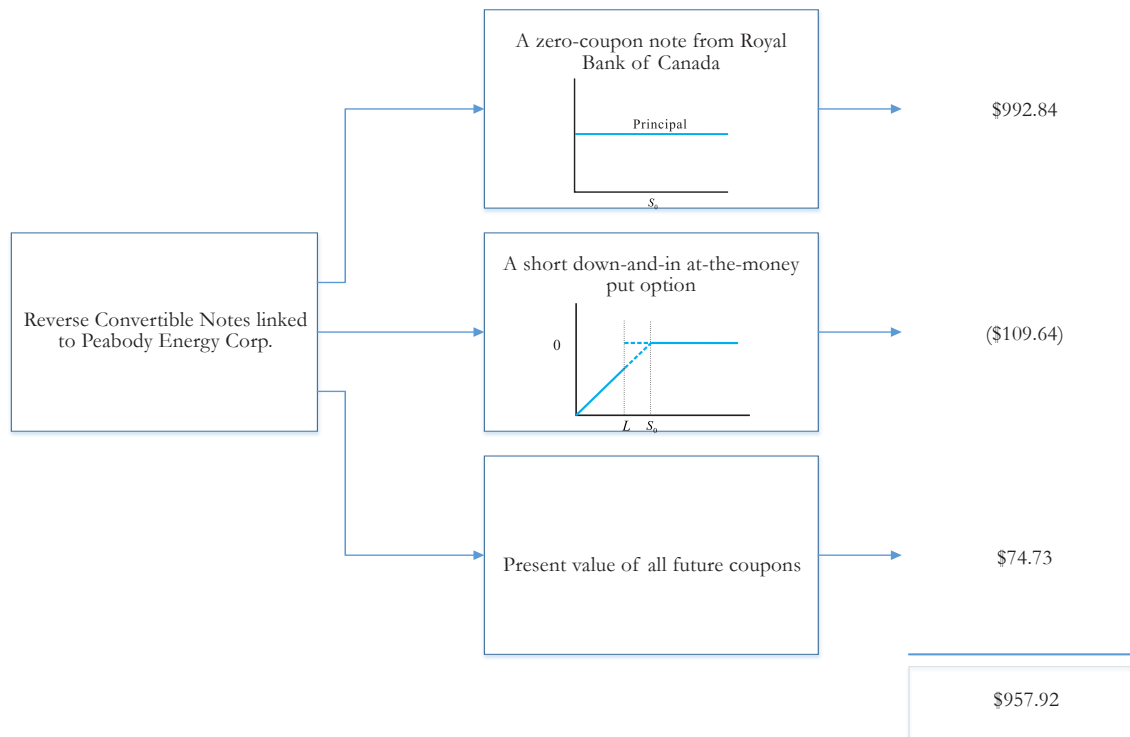 A zero-coupon note from Royal
Bank of Canada
Principal
S₀
$992.84
Reverse Convertible Notes linked
to Peabody Energy Corp.
A short down-and-in at-the-money
put option
0
L S₀
($109.64)
Present value of all future coupons
$74.73
$957.92